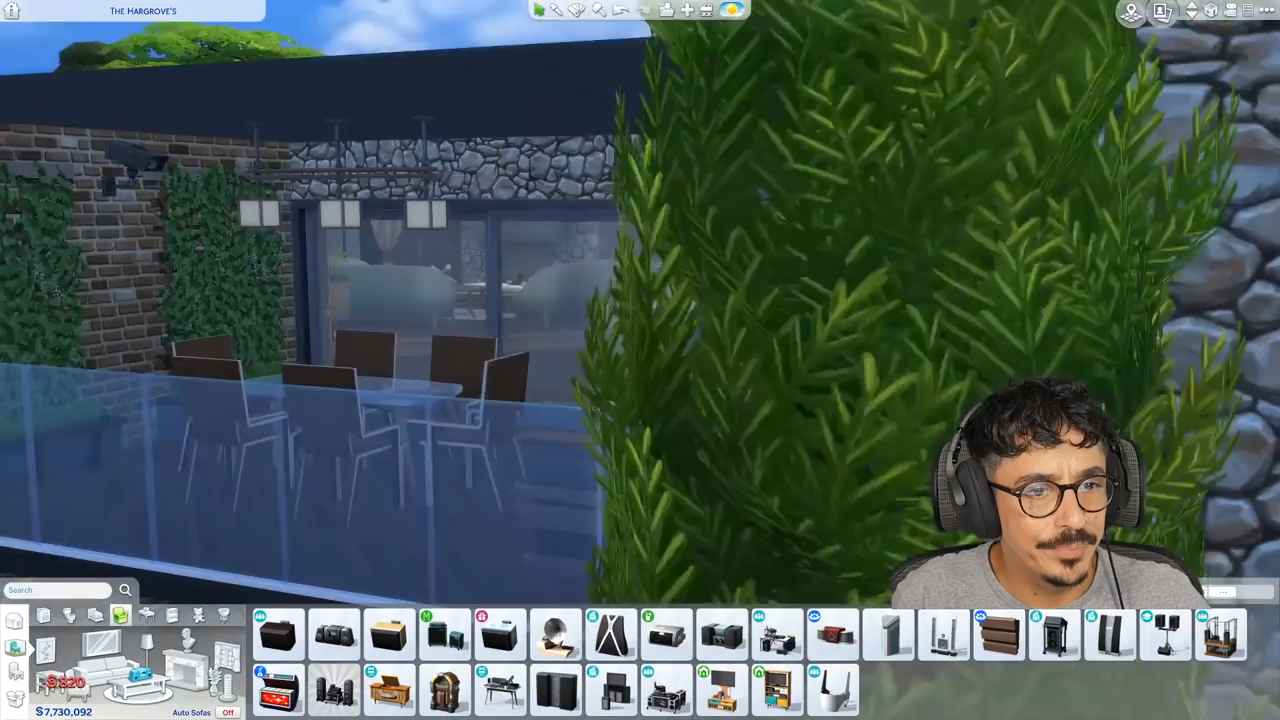 THE HARGROVE'S
Search
-§820
§7,730,092
Auto Sofas Off
...